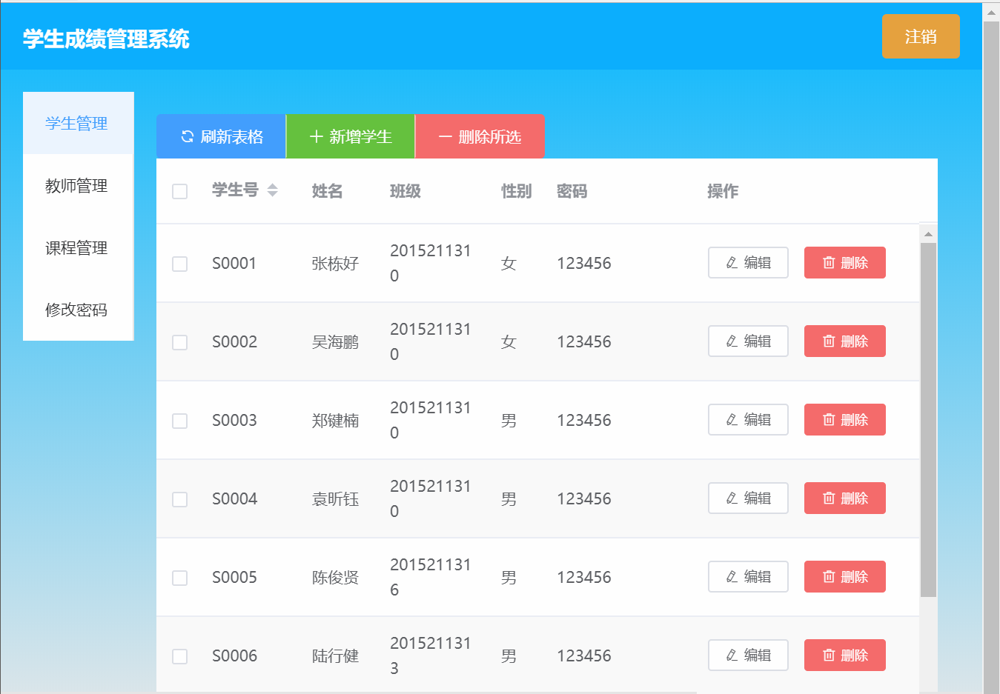 学生成绩管理系统
注销
学生管理
教师管理
课程管理
修改密码
刷新表格 新增学生 删除所选
学生号 姓名 班级 性别 密码 操作
S0001 张栋好 2015211310 女 123456 编辑 删除
S0002 吴海鹏 2015211310 女 123456 编辑 删除
S0003 郑键楠 2015211310 男 123456 编辑 删除
S0004 袁昕钰 2015211310 男 123456 编辑 删除
S0005 陈俊贤 2015211316 男 123456 编辑 删除
S0006 陆行健 2015211313 男 123456 编辑 删除